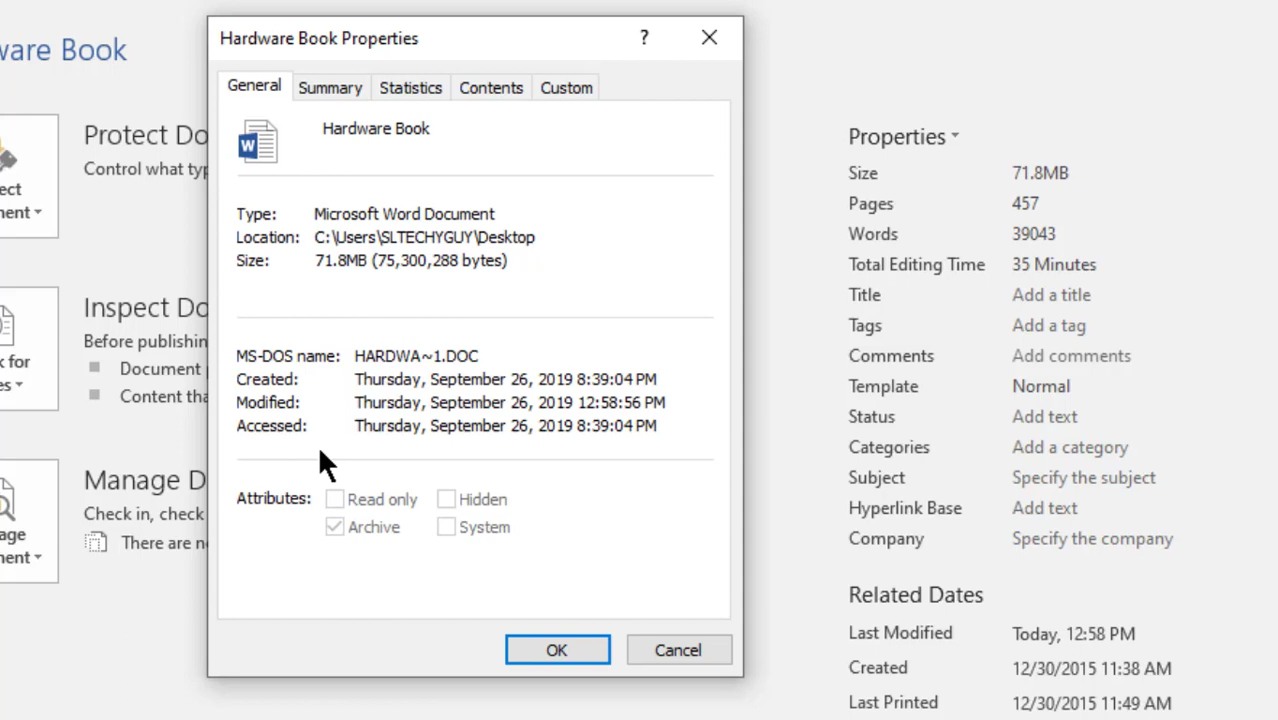 ware Book
Protect Do
Control what typ
ect
ment
Inspect Do
Before publishin
Document p
Content tha
k for
es
Manage D
Check in, check
There are no
age
ment
Hardware Book Properties
?
General Summary Statistics Contents Custom
W
Hardware Book
Type: Microsoft Word Document
Location: C:\Users\SLTECHYGUY\Desktop
Size: 71.8MB (75,300,288 bytes)
MS-DOS name: HARDWA~1.DOC
Created: Thursday, September 26, 2019 8:39:04 PM
Modified: Thursday, September 26, 2019 12:58:56 PM
Accessed: Thursday, September 26, 2019 8:39:04 PM
Attributes: Read only Hidden
Archive System
OK Cancel
Properties
Size 71.8MB
Pages 457
Words 39043
Total Editing Time 35 Minutes
Title Add a title
Tags Add a tag
Comments Add comments
Template Normal
Status Add text
Categories Add a category
Subject Specify the subject
Hyperlink Base Add text
Company Specify the company
Related Dates
Last Modified Today, 12:58 PM
Created 12/30/2015 11:38 AM
Last Printed 12/30/2015 11:49 AM